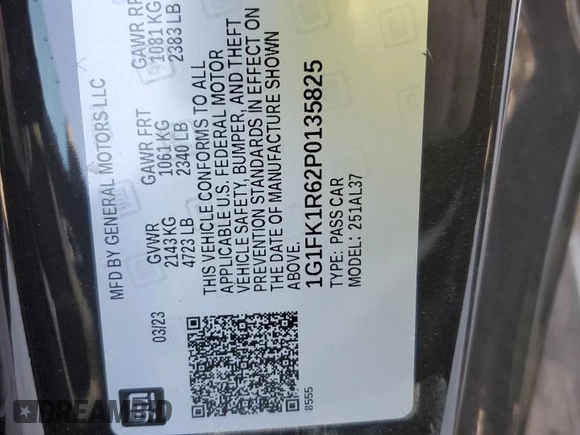 MFD BY GENERAL MOTORS LLC
03/23 GVWR GAWR FRT GAWR RR
2143 KG 1061 KG 1081 KG
4723 LB 2340 LB 2383 LB
THIS VEHICLE CONFORMS TO ALL
APPLICABLE U.S. FEDERAL MOTOR
VEHICLE SAFETY, BUMPER, AND THEFT
PREVENTION STANDARDS IN EFFECT ON
THE DATE OF MANUFACTURE SHOWN
ABOVE.
1G1FK1R62P0135825
TYPE: PASS CAR
MODEL: 251AL37
8555
gm
DREAMBID